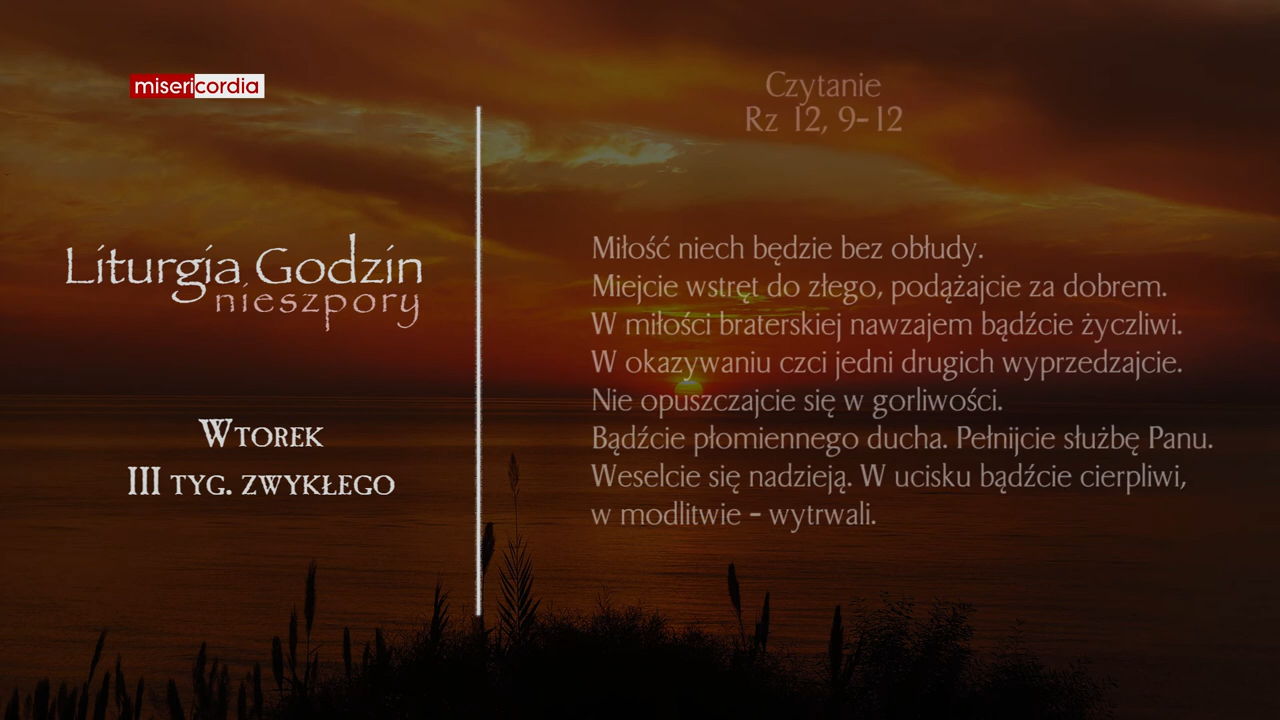 misericordia
Liturgia Godzin
nieszpory
Wtorek
III tyg. zwykłego
Czytanie
Rz 12, 9-12
Miłość niech będzie bez obłudy.
Miejcie wstręt do złego, podążajcie za dobrem.
W miłości braterskiej nawzajem bądźcie życzliwi.
W okazywaniu czci jedni drugich wyprzedzajcie.
Nie opuszczajcie się w gorliwości.
Bądźcie płomiennego ducha. Pełnijcie służbę Panu.
Weselcie się nadzieją. W ucisku bądźcie cierpliwi,
w modlitwie - wytrwali.